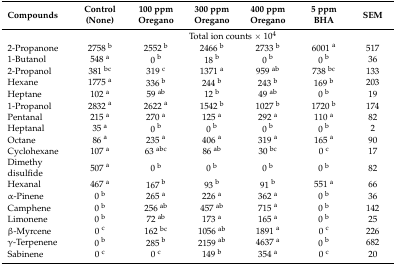 Compounds Control (None) 100 ppm Oregano 300 ppm Oregano 400 ppm Oregano 5 ppm BHA SEM
Total ion counts × 10⁴
2-Propanone 2758 b 2552 b 2466 b 2733 b 6001 a 517
1-Butanol 548 a 0 b 18 b 0 b 0 b 36
2-Propanol 381 bc 319 c 1371 a 959 ab 738 bc 133
Hexane 1775 a 336 b 244 b 243 b 169 b 203
Heptane 102 a 59 ab 12 b 49 ab 0 b 19
1-Propanol 2832 a 2622 a 1542 b 1027 b 1720 b 174
Pentanal 215 a 270 a 125 a 292 a 110 a 82
Heptanal 35 a 0 b 0 b 0 b 0 b 2
Octane 86 a 235 a 406 a 319 a 165 a 90
Cyclohexane 107 a 63 abc 86 ab 30 bc 0 c 17
Dimethy disulfide 507 a 0 b 0 b 0 b 0 b 82
Hexanal 467 a 167 b 93 b 91 b 551 a 66
α-Pinene 0 b 265 a 226 a 362 a 0 b 36
Camphene 0 b 256 ab 457 ab 715 a 0 b 142
Limonene 0 b 72 ab 173 a 165 a 0 b 25
β-Myrcene 0 c 162 bc 1056 ab 1891 a 0 c 226
γ-Terpenene 0 b 285 b 2159 ab 4637 a 0 b 682
Sabinene 0 c 0 c 149 b 354 a 0 c 20